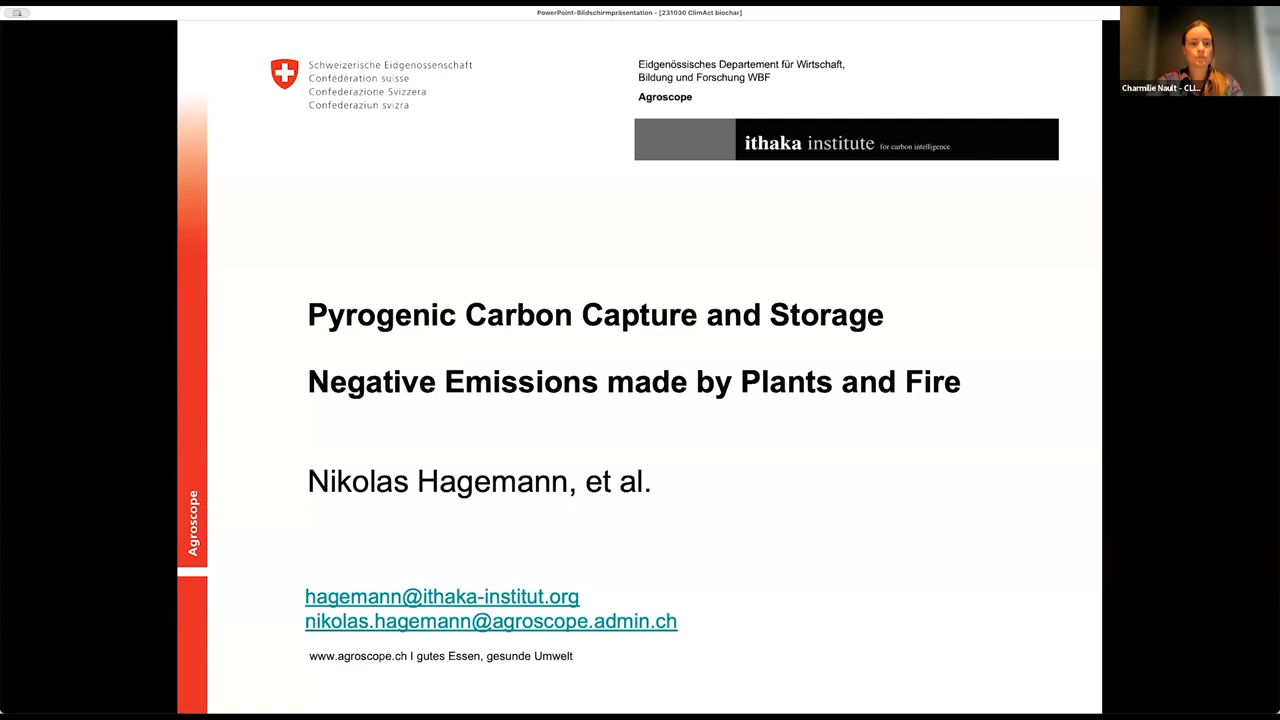 PowerPoint-Bildschirmpräsentation - [231030 ClimAct biochar]
Charmilie Nault - CLI...
Schweizerische Eidgenossenschaft
Confédération suisse
Confederazione Svizzera
Confederaziun svizra
Eidgenössisches Departement für Wirtschaft,
Bildung und Forschung WBF
Agroscope
ithaka institute for carbon intelligence
Pyrogenic Carbon Capture and Storage
Negative Emissions made by Plants and Fire
Nikolas Hagemann, et al.
Agroscope
hagemann@ithaka-institut.org
nikolas.hagemann@agroscope.admin.ch
www.agroscope.ch I gutes Essen, gesunde Umwelt